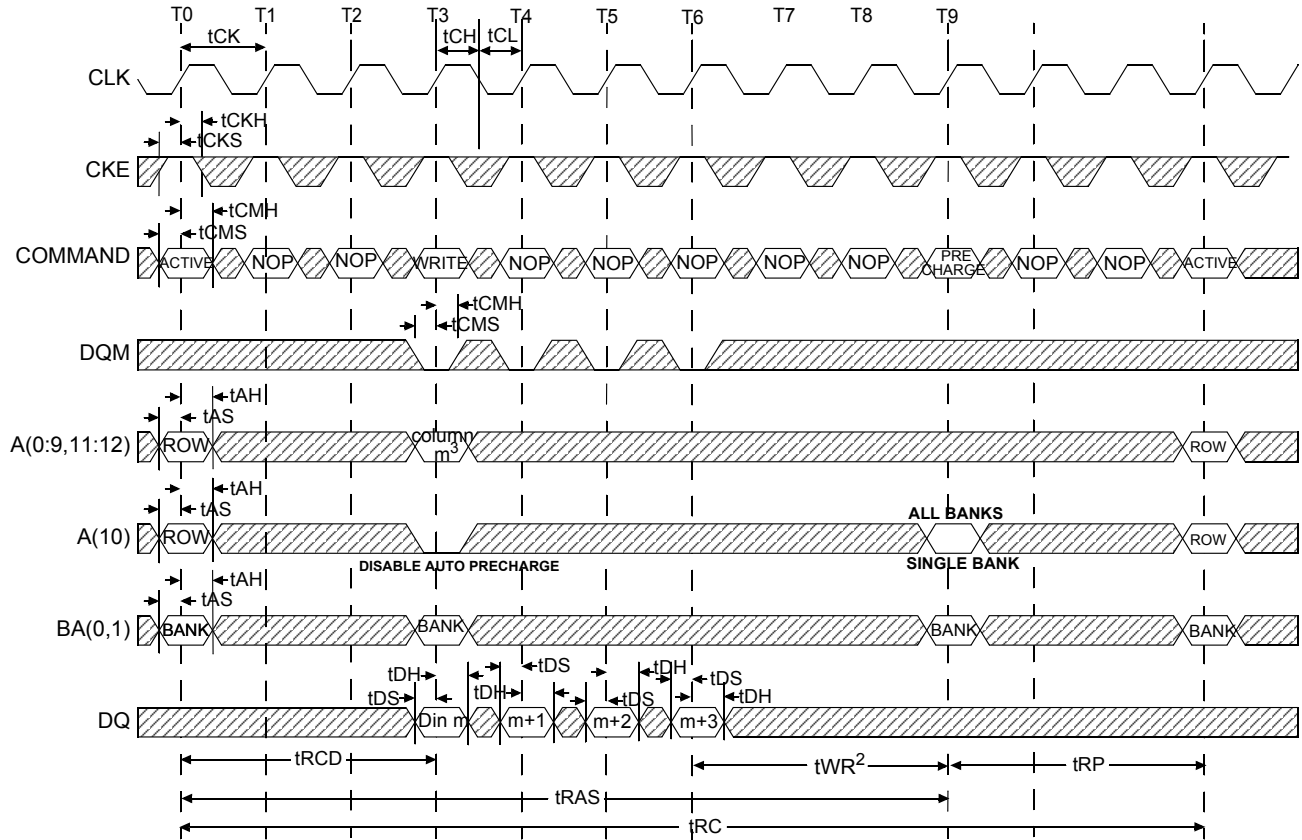 T0 T1 T2 T3 T4 T5 T6 T7 T8 T9
tCK tCH tCL
CLK
tCKH
tCKS
CKE
tCMH
tCMS
COMMAND ACTIVE NOP NOP WRITE NOP NOP NOP NOP NOP PRE CHARGE NOP NOP ACTIVE
tCMH
tCMS
DQM
tAH
tAS
A(0:9,11:12) ROW column m³ ROW
tAH
tAS
ALL BANKS
A(10) ROW ROW
DISABLE AUTO PRECHARGE SINGLE BANK
tAH
tAS
BA(0,1) BANK BANK BANK BANK
tDH tDS tDH tDS
tDS tDH tDS tDH
DQ Din m m+1 m+2 m+3
tRCD tWR² tRP
tRAS
tRC